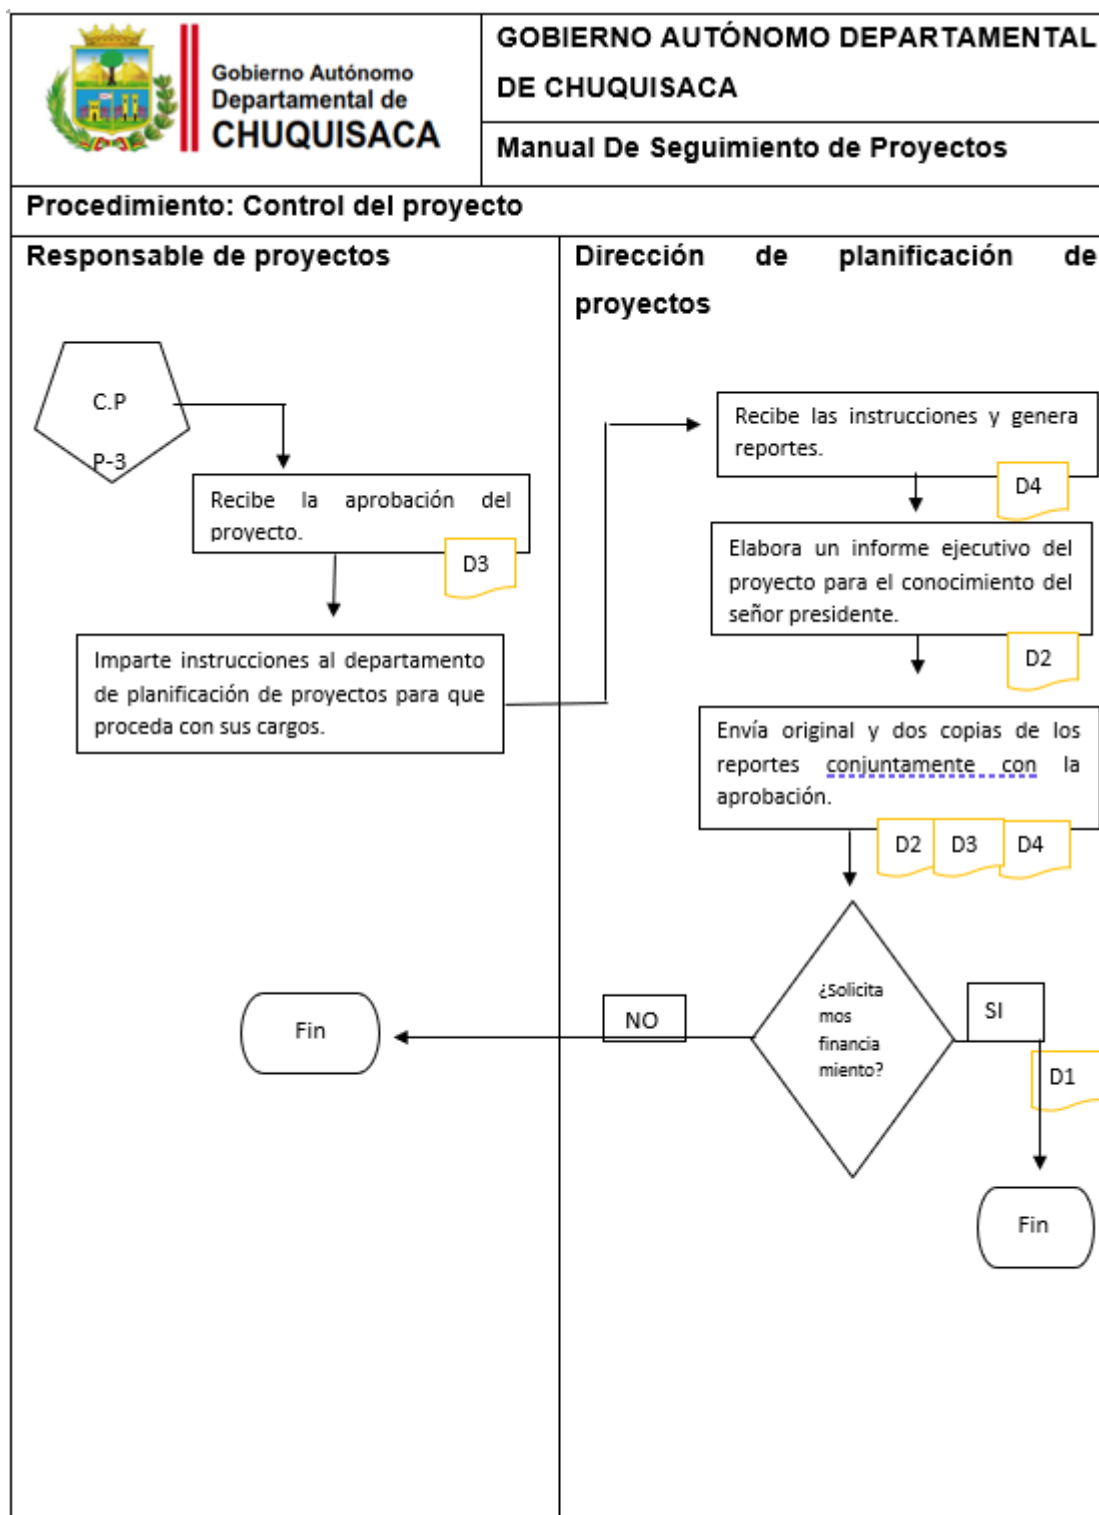 Gobierno Autónomo
Departamental de
CHUQUISACA
GOBIERNO AUTÓNOMO DEPARTAMENTAL
DE CHUQUISACA
Manual De Seguimiento de Proyectos
Procedimiento: Control del proyecto
Responsable de proyectos
Dirección de planificación de
proyectos
C.P
P-3
Recibe la aprobación del
proyecto.
D3
Imparte instrucciones al departamento
de planificación de proyectos para que
proceda con sus cargos.
Recibe las instrucciones y genera
reportes.
D4
Elabora un informe ejecutivo del
proyecto para el conocimiento del
señor presidente.
D2
Envía original y dos copias de los
reportes conjuntamente con la
aprobación.
D2 D3 D4
¿Solicita
mos
financia
miento?
NO
SI
D1
Fin
Fin